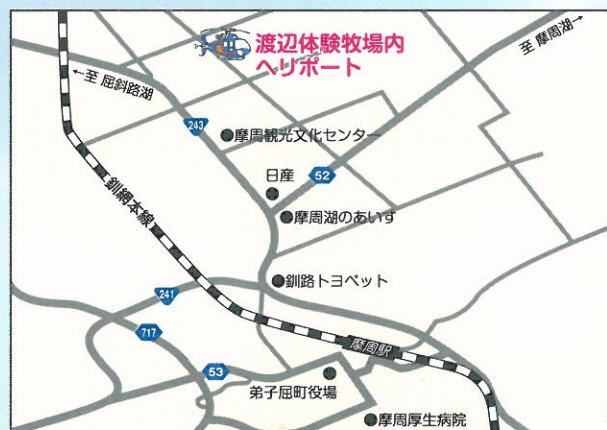 渡辺体験牧場内
ヘリポート
至 摩周湖→
←至 屈斜路湖
243
摩周観光文化センター
日産
52
摩周湖のあいす
釧網本線
釧路トヨペット
241
717
摩周駅
53
弟子屈町役場
摩周厚生病院